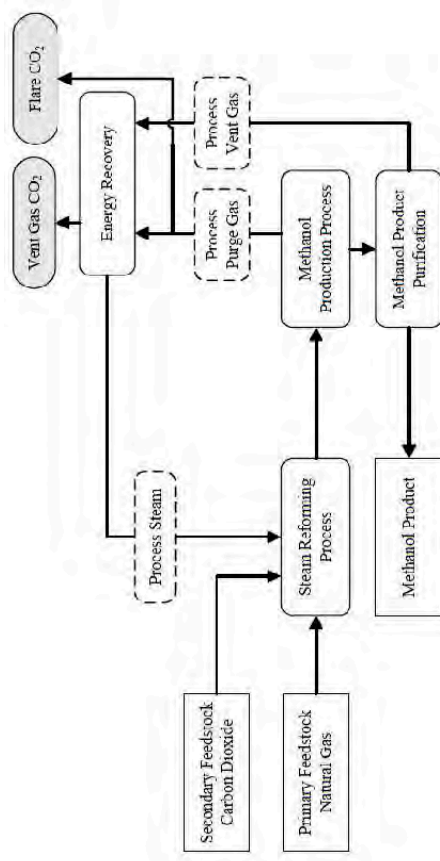 Flare CO₂
Vent Gas CO₂
Energy Recovery
Process
Vent Gas
Process
Purge Gas
Process Steam
Secondary Feedstock
Carbon Dioxide
Primary Feedstock
Natural Gas
Steam Reforming
Process
Methanol
Production Process
Methanol Product
Methanol Product
Purification